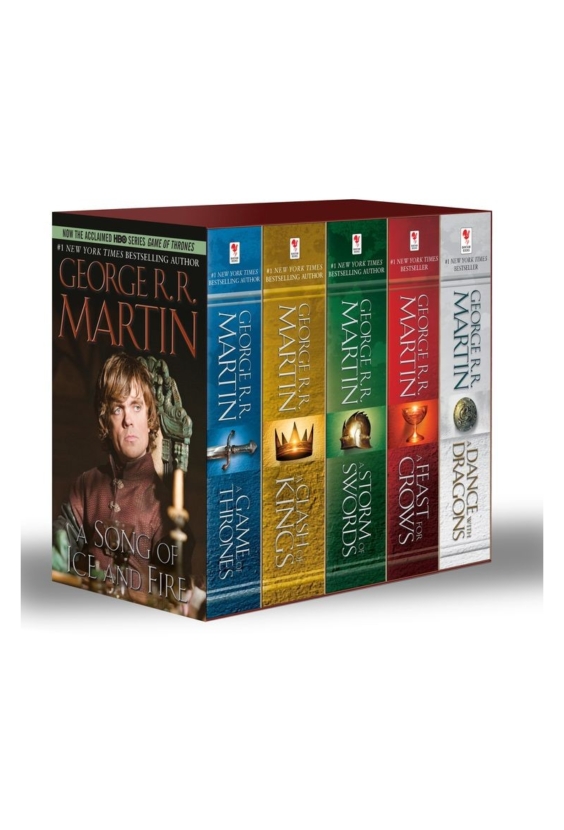 NOW THE ACCLAIMED HBO SERIES GAME OF THRONES
#1 NEW YORK TIMES BESTSELLING AUTHOR
GEORGE R.R.
MARTIN
A SONG OF
ICE AND FIRE
#1 NEW YORK TIMES
BESTSELLING AUTHOR
GEORGE R.R.
MARTIN
A GAME OF
THRONES
#1 NEW YORK TIMES
BESTSELLING AUTHOR
GEORGE R.R.
MARTIN
A CLASH OF
KINGS
#1 NEW YORK TIMES
BESTSELLING AUTHOR
GEORGE R.R.
MARTIN
A STORM OF
SWORDS
#1 NEW YORK TIMES
BESTSELLER
GEORGE R.R.
MARTIN
A FEAST FOR
CROWS
#1 NEW YORK TIMES
BESTSELLER
GEORGE R.R.
MARTIN
A DANCE WITH
DRAGONS